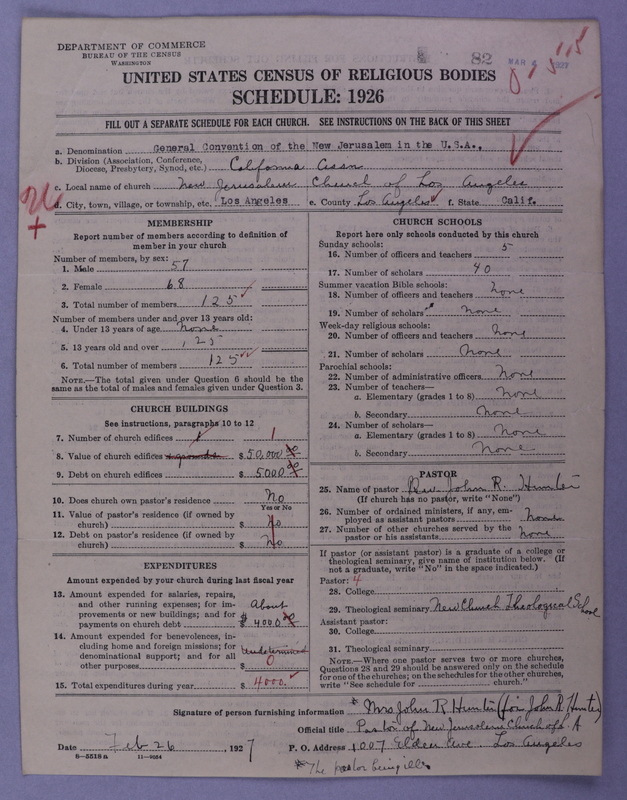 DEPARTMENT OF COMMERCE
BUREAU OF THE CENSUS
WASHINGTON
82
MAR 1927
UNITED STATES CENSUS OF RELIGIOUS BODIES
SCHEDULE: 1926
FILL OUT A SEPARATE SCHEDULE FOR EACH CHURCH. SEE INSTRUCTIONS ON THE BACK OF THIS SHEET
a. Denomination General Convention of the New Jerusalem in the U.S.A.,
b. Division (Association, Conference,
Diocese, Presbytery, Synod, etc.) California Assn
c. Local name of church New Jerusalem Church of Los Angeles
d. City, town, village, or township, etc. Los Angeles e. County Los Angeles f. State Calif.
MEMBERSHIP
Report number of members according to definition of
member in your church
Number of members, by sex:
1. Male 57
2. Female 68
3. Total number of members 125
Number of members under and over 13 years old:
4. Under 13 years of age None
5. 13 years old and over 125
6. Total number of members 125
NOTE.—The total given under Question 6 should be the
same as the total of males and females given under Question 3.
CHURCH BUILDINGS
See instructions, paragraphs 10 to 12
7. Number of church edifices 1 1
8. Value of church edifices $ 50,000
9. Debt on church edifices $ 5000
10. Does church own pastor's residence No
Yes or No
11. Value of pastor's residence (if owned by
church) $ No
12. Debt on pastor's residence (if owned by
church) $ No
EXPENDITURES
Amount expended by your church during last fiscal year
13. Amount expended for salaries, repairs,
and other running expenses; for im-
provements or new buildings; and for
payments on church debt About $ 4000
14. Amount expended for benevolences, in-
cluding home and foreign missions; for
denominational support; and for all
other purposes $ Undetermined 0
15. Total expenditures during year $ 4000.
CHURCH SCHOOLS
Report here only schools conducted by this church
Sunday schools:
16. Number of officers and teachers 5
17. Number of scholars 40
Summer vacation Bible schools:
18. Number of officers and teachers none
19. Number of scholars none
Week-day religious schools:
20. Number of officers and teachers none
21. Number of scholars None
Parochial schools:
22. Number of administrative officers None
23. Number of teachers—
a. Elementary (grades 1 to 8) None
b. Secondary None
24. Number of scholars—
a. Elementary (grades 1 to 8) None
b. Secondary None
PASTOR
25. Name of pastor Rev John R. Hunter
(If church has no pastor, write "None")
26. Number of ordained ministers, if any, em-
ployed as assistant pastors None
27. Number of other churches served by the
pastor or his assistants none
If pastor (or assistant pastor) is a graduate of a college or
theological seminary, give name of institution below. (If
not a graduate, write "No" in the space indicated.)
Pastor: 4
28. College
29. Theological seminary New Church Theological School
Assistant pastor:
30. College
31. Theological seminary
NOTE.—Where one pastor serves two or more churches,
Questions 28 and 29 should be answered only on the schedule
for one of the churches; on the schedules for the other churches,
write "See schedule for church."
Signature of person furnishing information * Mrs John R Hunter (for John R Hunter)
Official title Pastor of New Jerusalem Church of L.A
Date Feb 26, 1927 P. O. Address 1007 Elden Ave. Los Angeles
8—5518 a 11—9054
* The pastor being ill